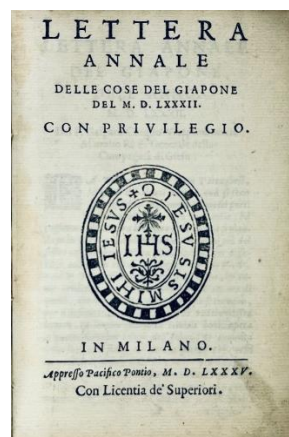 LETTERA
ANNALE
DELLE COSE DEL GIAPONE
DEL M. D. LXXXII.
CON PRIVILEGIO.
O IESV SIS MIHI IESVS
IHS
IN MILANO.
Appresso Pacifico Pontio, M. D. LXXXV.
Con Licentia de' Superiori.